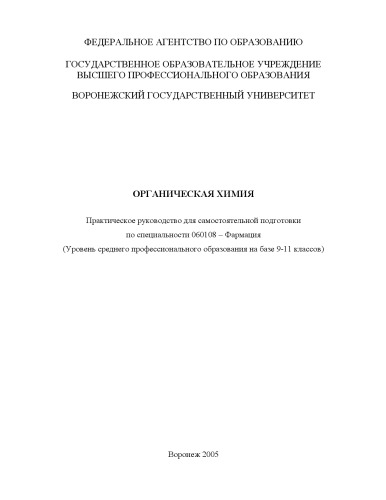 ФЕДЕРАЛЬНОЕ АГЕНТСТВО ПО ОБРАЗОВАНИЮ
ГОСУДАРСТВЕННОЕ ОБРАЗОВАТЕЛЬНОЕ УЧРЕЖДЕНИЕ
ВЫСШЕГО ПРОФЕССИОНАЛЬНОГО ОБРАЗОВАНИЯ
ВОРОНЕЖСКИЙ ГОСУДАРСТВЕННЫЙ УНИВЕРСИТЕТ
ОРГАНИЧЕСКАЯ ХИМИЯ
Практическое руководство для самостоятельной подготовки
по специальности 060108 – Фармация
(Уровень среднего профессионального образования на базе 9-11 классов)
Воронеж 2005